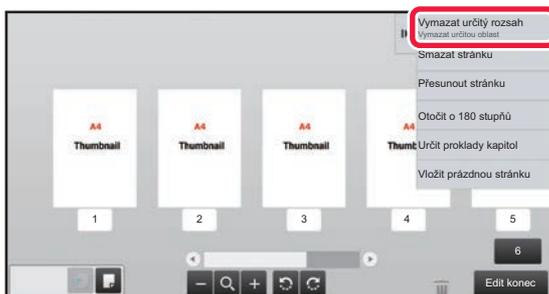 Vymazat určitý rozsah
Vymazat určitou oblast
Smazat stránku
Přesunout stránku
Otočit o 180 stupňů
Určit proklady kapitol
Vložit prázdnou stránku
A4
Thumbnail
A4
Thumbnail
A4
Thumbnail
A4
Thumb
1
2
3
4
5
6
Edit konec